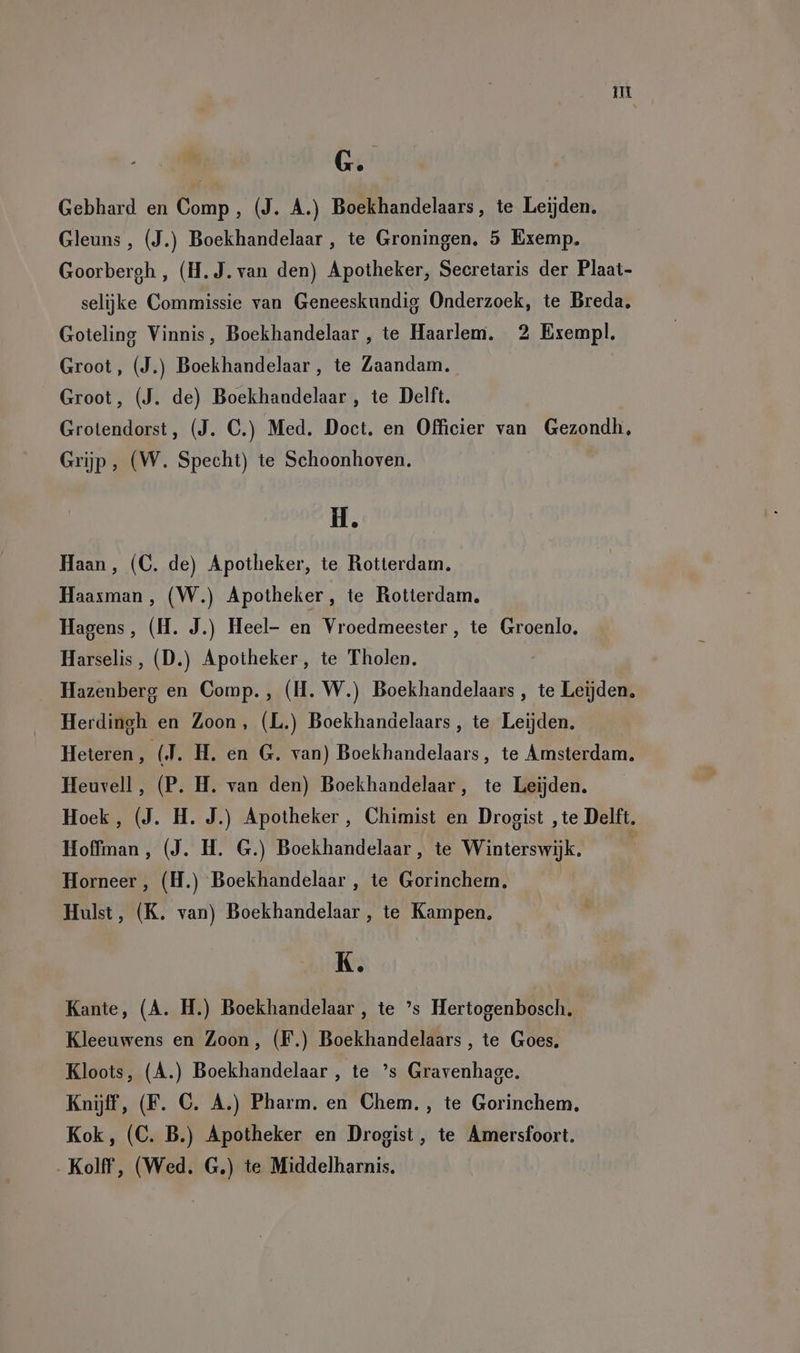 III
G.
Gebhard en Comp, (J. A.) Boekhandelaars, te Leijden.
Gleuns, (J.) Boekhandelaar, te Groningen. 5 Exemp.
Goorbergh, (H. J. van den) Apotheker, Secretaris der Plaat-
selijke Commissie van Geneeskundig Onderzoek, te Breda.
Goteling Vinnis, Boekhandelaar, te Haarlem. 2 Exempl.
Groot, (J.) Boekhandelaar, te Zaandam.
Groot, (J. de) Boekhandelaar, te Delft.
Grotendorst, (J. C.) Med. Doct. en Officier van Gezondh.
Grijp, (W. Specht) te Schoonhoven.
H.
Haan, (C. de) Apotheker, te Rotterdam.
Haasman, (W.) Apotheker, te Rotterdam.
Hagens, (H. J.) Heel- en Vroedmeester, te Groenlo.
Harselis, (D.) Apotheker, te Tholen.
Hazenberg en Comp., (H. W.) Boekhandelaars, te Leijden.
Herdingh en Zoon, (L.) Boekhandelaars, te Leijden.
Heteren, (J. H. en G. van) Boekhandelaars, te Amsterdam.
Heuvell, (P. H. van den) Boekhandelaar, te Leijden.
Hoek, (J. H. J.) Apotheker, Chimist en Drogist, te Delft.
Hoffman, (J. H. G.) Boekhandelaar, te Winterswijk.
Horneer, (H.) Boekhandelaar, te Gorinchem.
Hulst, (K. van) Boekhandelaar, te Kampen.
K.
Kante, (A. H.) Boekhandelaar, te 's Hertogenbosch.
Kleeuwens en Zoon, (F.) Boekhandelaars, te Goes.
Kloots, (A.) Boekhandelaar, te 's Gravenhage.
Knijff, (F. C. A.) Pharm. en Chem., te Gorinchem.
Kok, (C. B.) Apotheker en Drogist, te Amersfoort.
Kolff, (Wed. G.) te Middelharnis.